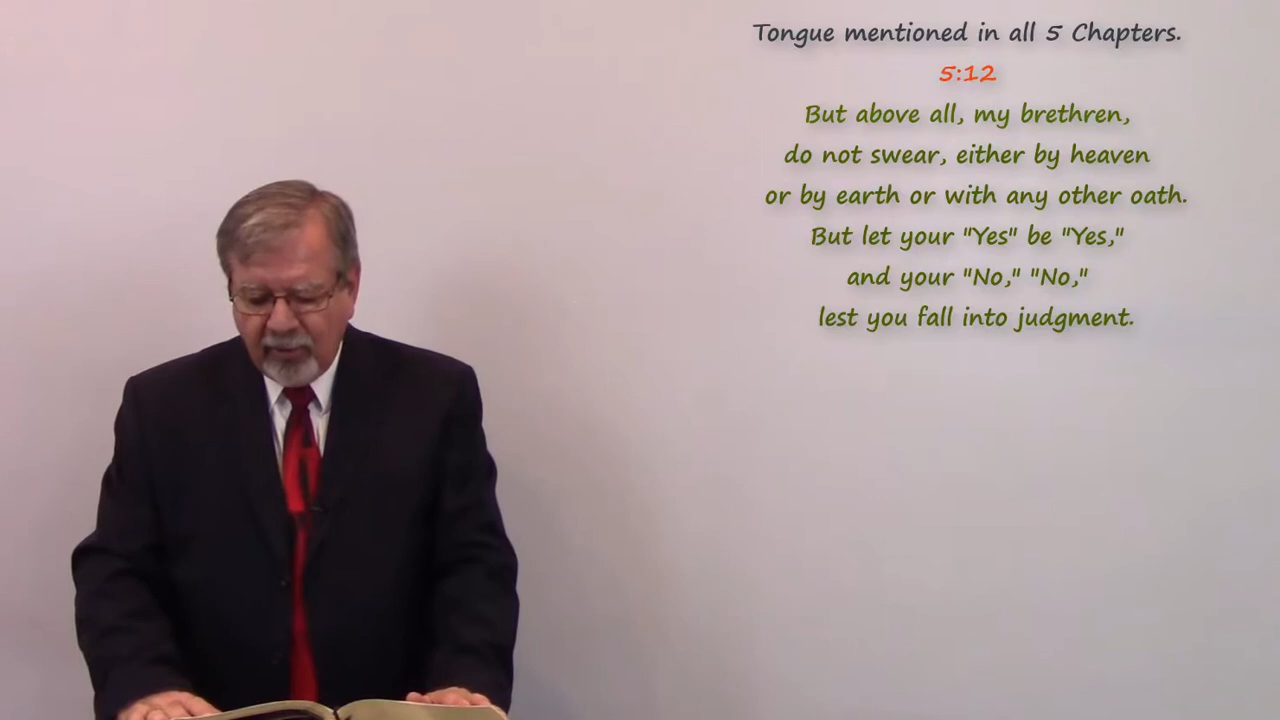 Tongue mentioned in all 5 Chapters.
5:12
But above all, my brethren,
do not swear, either by heaven
or by earth or with any other oath.
But let your "Yes" be "Yes,"
and your "No," "No,"
lest you fall into judgment.